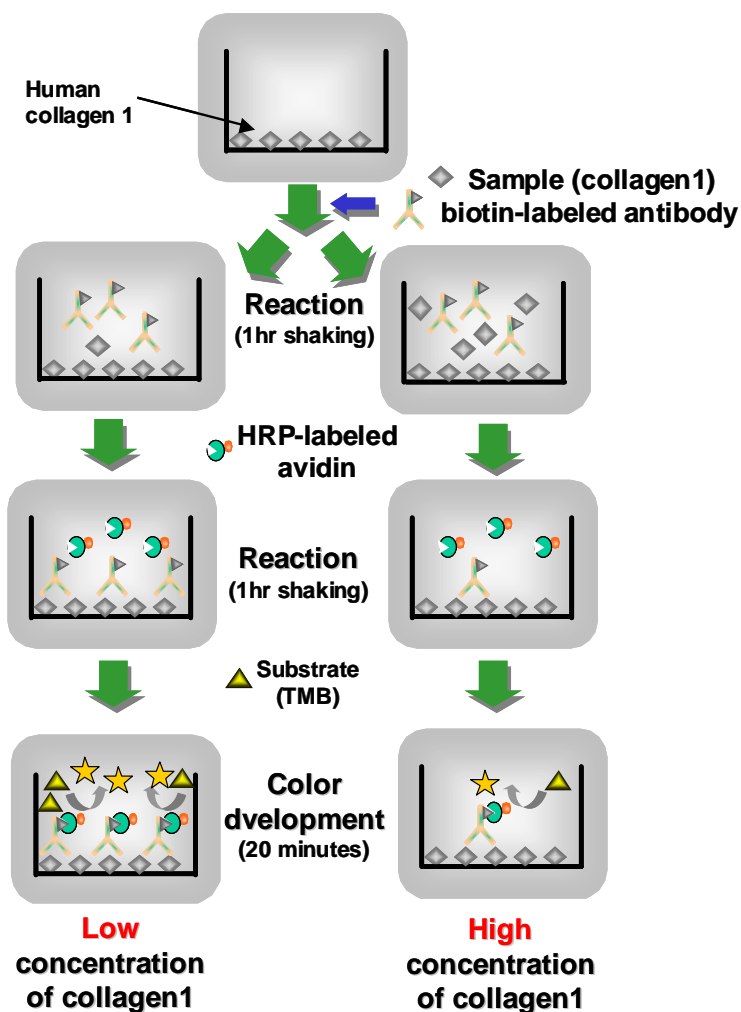 Human
collagen 1
Sample (collagen1)
biotin-labeled antibody
Reaction
(1hr shaking)
HRP-labeled
avidin
Reaction
(1hr shaking)
Substrate
(TMB)
Color
dvelopment
(20 minutes)
Low
concentration
of collagen1
High
concentration
of collagen1